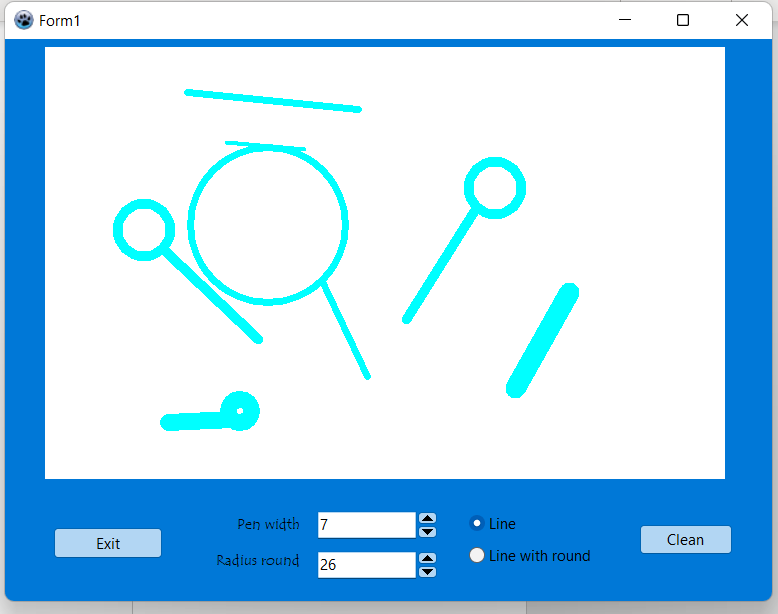 Form1
Pen width 7
Radius round 26
Line
Line with round
Exit
Clean